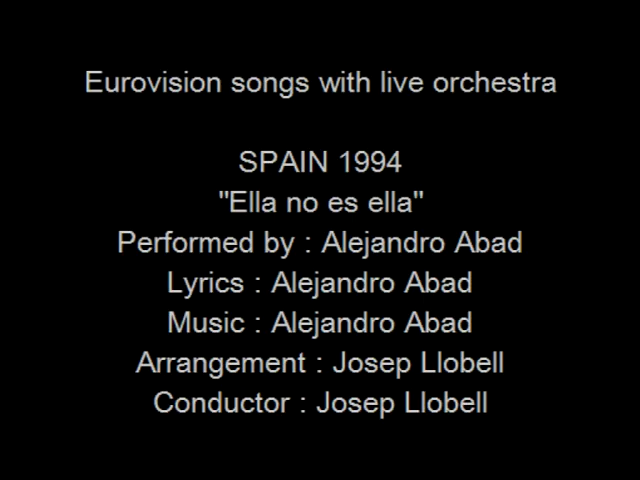 Eurovision songs with live orchestra
SPAIN 1994
"Ella no es ella"
Performed by : Alejandro Abad
Lyrics : Alejandro Abad
Music : Alejandro Abad
Arrangement : Josep Llobell
Conductor : Josep Llobell